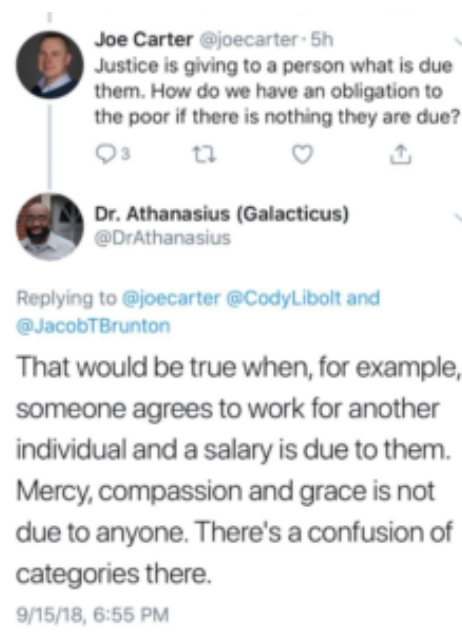 Joe Carter @joecarter · 5h
Justice is giving to a person what is due
them. How do we have an obligation to
the poor if there is nothing they are due?
3
Dr. Athanasius (Galacticus)
@DrAthanasius
Replying to @joecarter @CodyLibolt and
@JacobTBrunton
That would be true when, for example,
someone agrees to work for another
individual and a salary is due to them.
Mercy, compassion and grace is not
due to anyone. There's a confusion of
categories there.
9/15/18, 6:55 PM